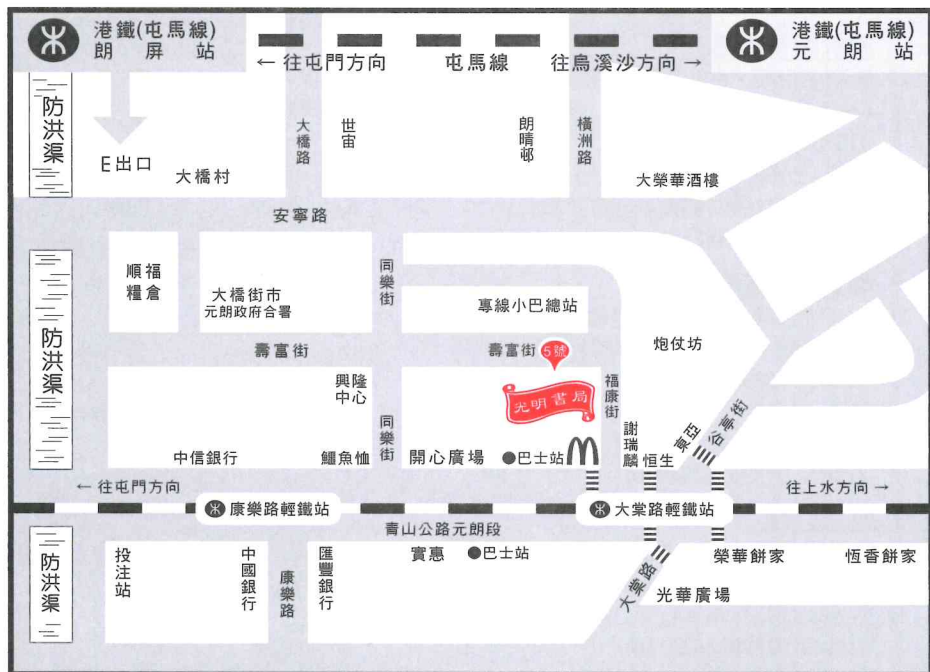 港鐵(屯馬線)
朗屏站
←往屯門方向
屯馬線
往烏溪沙方向→
港鐵(屯馬線)
元朗站
防洪渠
E出口
大橋村
大橋路
世宙
朗晴邨
橫洲路
大榮華酒樓
安寧路
防洪渠
順福
糧倉
大橋街市
元朗政府合署
同樂街
專線小巴總站
炮仗坊
壽富街
壽富街
5號
光明書局
福康街
興隆
中心
同樂街
中信銀行
鱷魚恤
開心廣場
巴士站
謝瑞麟
恒生
東亞
谷亭街
←往屯門方向
往上水方向→
康樂路輕鐵站
大棠路輕鐵站
青山公路元朗段
防洪渠
投注站
中國銀行
康樂路
匯豐銀行
實惠
巴士站
大棠路
榮華餅家
恆香餅家
光華廣場